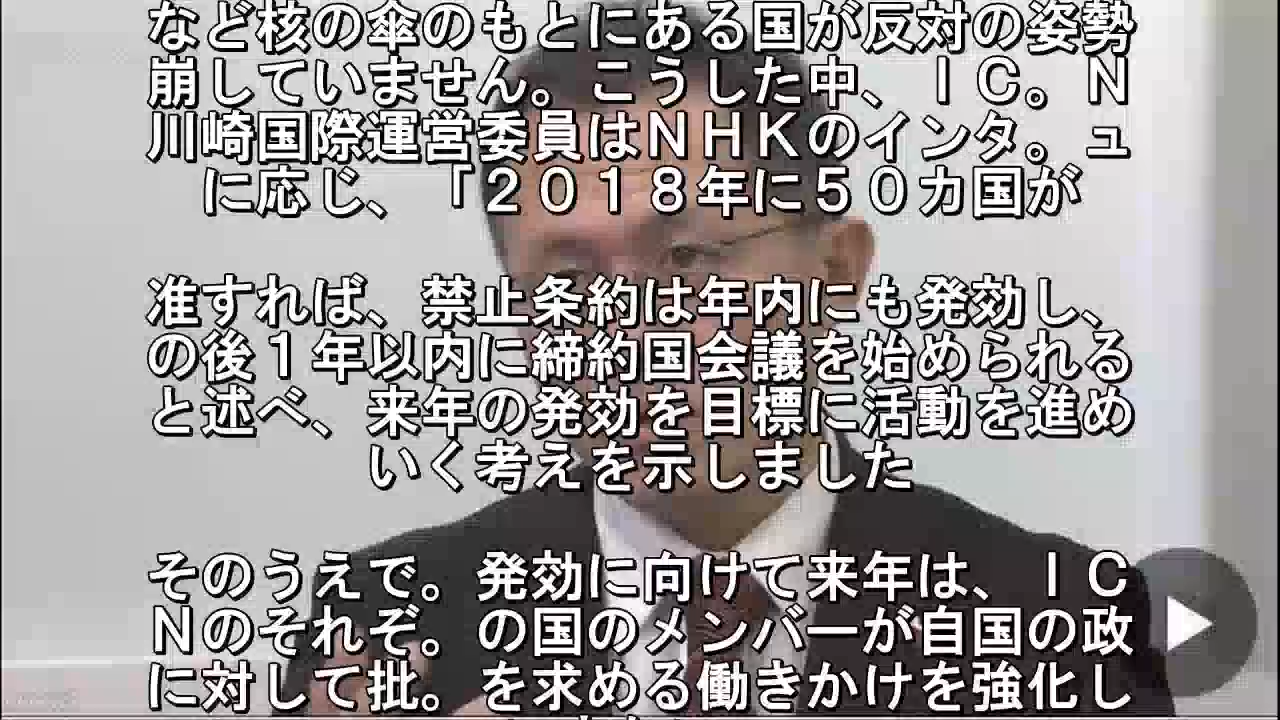 など核の傘のもとにある国が反対の姿勢
崩していません。こうした中、ＩＣ。Ｎ
川崎国際運営委員はＮＨＫのインタ。ュ
に応じ、「２０１８年に５０カ国が
准すれば、禁止条約は年内にも発効し、
の後１年以内に締約国会議を始められる
と述べ、来年の発効を目標に活動を進め
いく考えを示しました
そのうえで。発効に向けて来年は、ＩＣ
Ｎのそれぞ。の国のメンバーが自国の政
に対して批。を求める働きかけを強化し